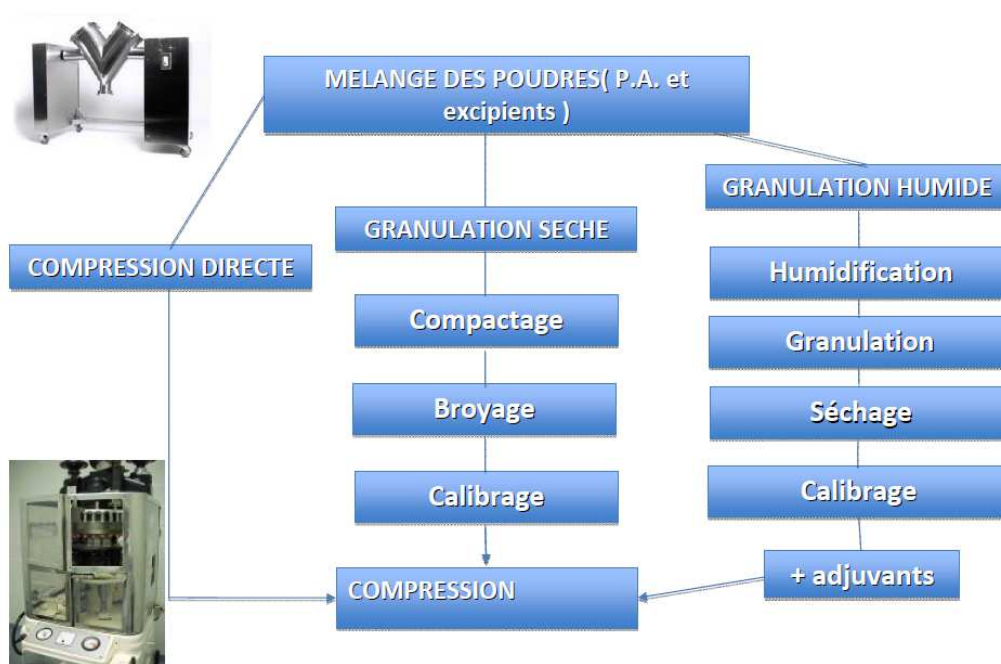 MELANGE DES POUDRES( P.A. et
excipients )
GRANULATION HUMIDE
GRANULATION SECHE
COMPRESSION DIRECTE
Humidification
Compactage
Granulation
Broyage
Séchage
Calibrage
Calibrage
+ adjuvants
COMPRESSION